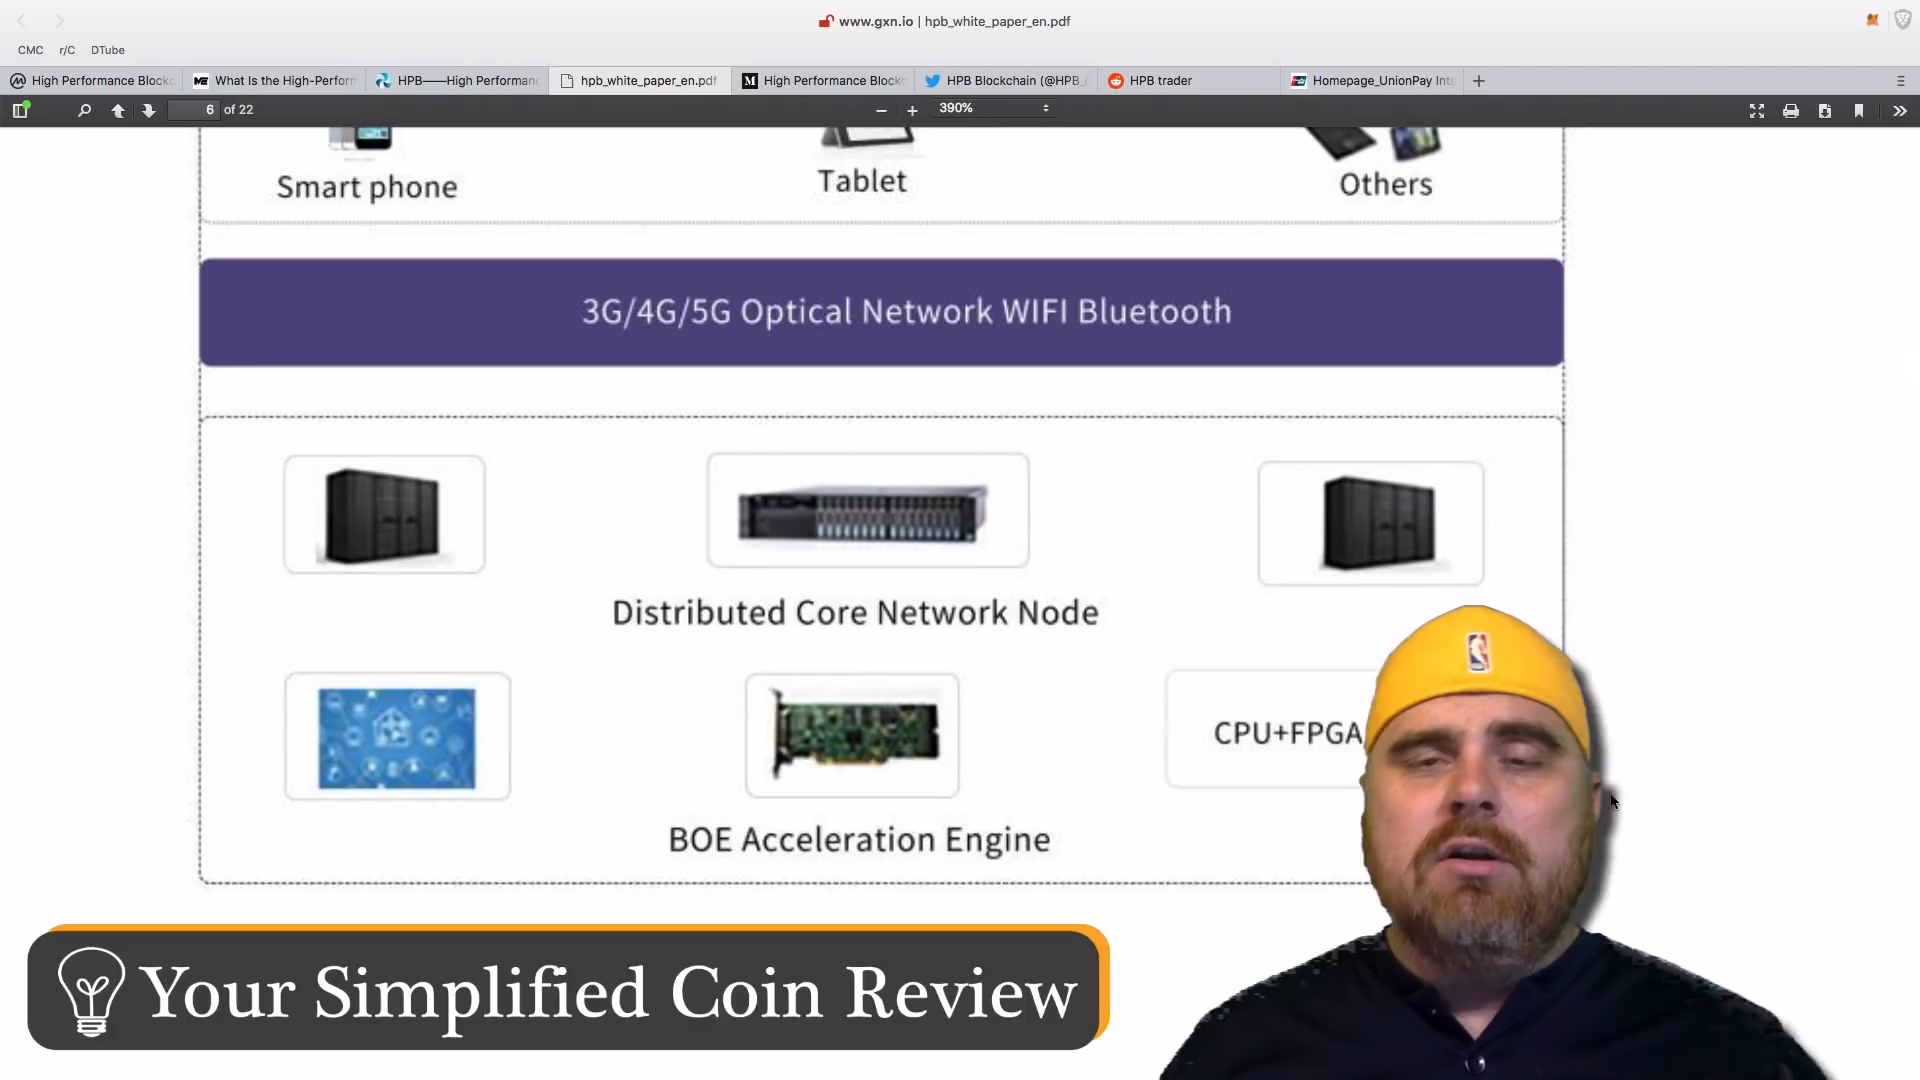 www.gxn.io | hpb_white_paper_en.pdf
CMC r/C DTube
High Performance Blockc
What Is the High-Perform
HPB——High Performan
hpb_white_paper_en.pdf
High Performance Block
HPB Blockchain (@HPB_
HPB trader
Homepage_UnionPay Int
6 of 22
390%
Smart phone
Tablet
Others
3G/4G/5G Optical Network WIFI Bluetooth
Distributed Core Network Node
CPU+FPGA
BOE Acceleration Engine
Your Simplified Coin Review